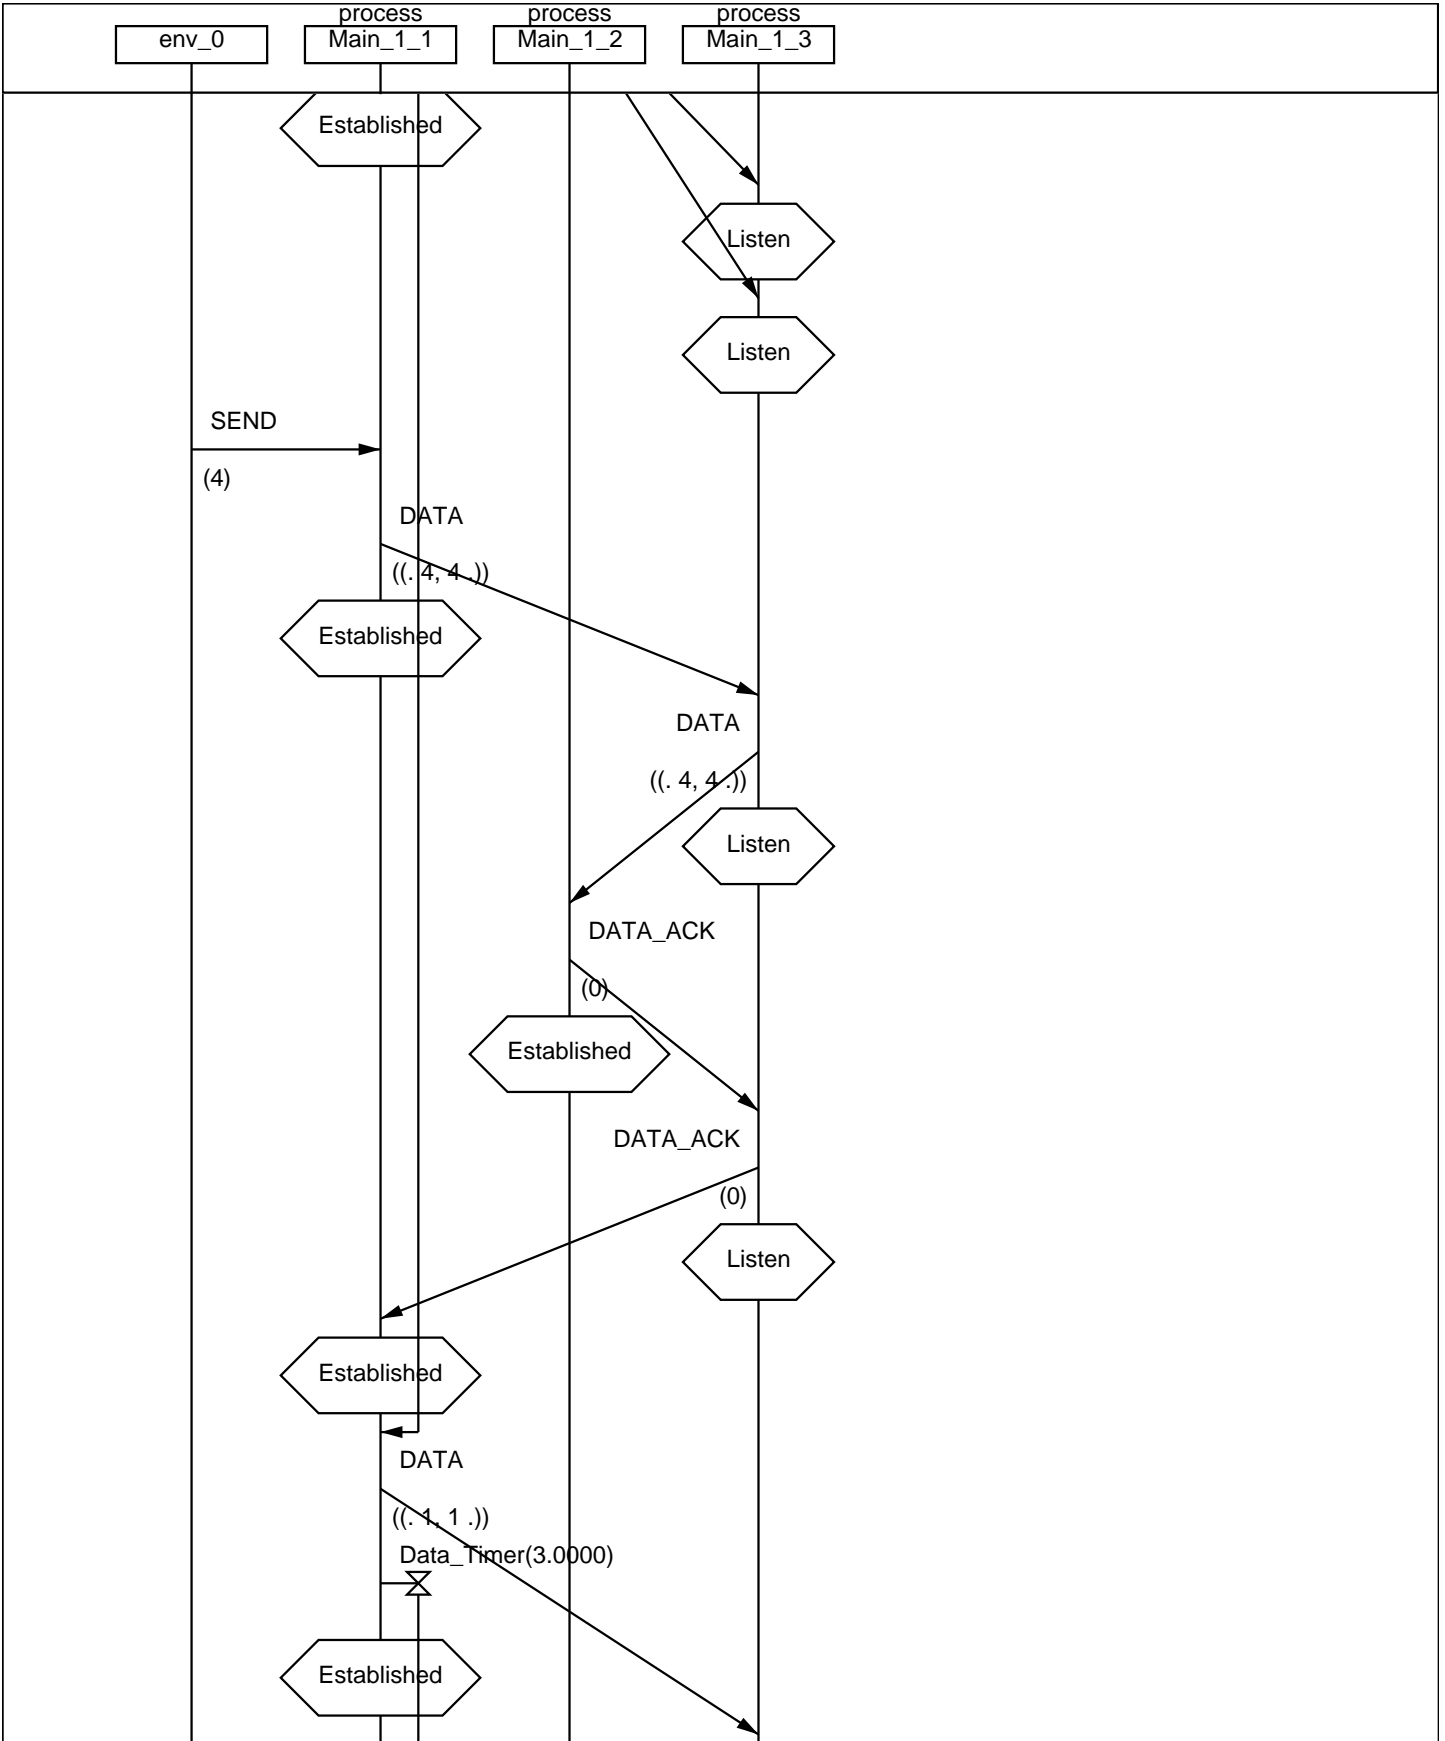 process process process
env_0 Main_1_1 Main_1_2 Main_1_3
Established
Listen
Listen
SEND
(4)
DATA
((. 4, 4 .))
Established
DATA
((. 4, 4 .))
Listen
DATA_ACK
(0)
Established
DATA_ACK
(0)
Listen
Established
DATA
((. 1, 1 .))
Data_Timer(3.0000)
Established